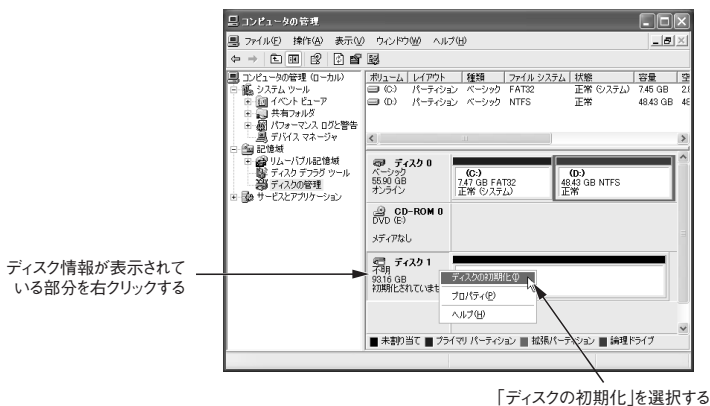 コンピュータの管理
ファイル(F) 操作(A) 表示(V) ウィンドウ(W) ヘルプ(H)
コンピュータの管理 (ローカル)
システム ツール
イベント ビューア
共有フォルダ
パフォーマンス ログと警告
デバイス マネージャ
記憶域
リムーバブル記憶域
ディスク デフラグ ツール
ディスクの管理
サービスとアプリケーション
ボリューム レイアウト 種類 ファイル システム 状態 容量 空
(C:) パーティション ベーシック FAT32 正常 (システム) 7.45 GB 2.(
(D:) パーティション ベーシック NTFS 正常 48.43 GB 48
ディスク 0
ベーシック
55.90 GB
オンライン
(C:)
7.47 GB FAT32
正常 (システム)
(D:)
48.43 GB NTFS
正常
CD-ROM 0
DVD (E:)
メディアなし
ディスク 1
不明
93.16 GB
初期化されていませ
ディスクの初期化(I)
プロパティ(P)
ヘルプ(H)
未割り当て プライマリ パーティション 拡張パーティション 論理ドライブ
ディスク情報が表示されて
いる部分を右クリックする
「ディスクの初期化」を選択する